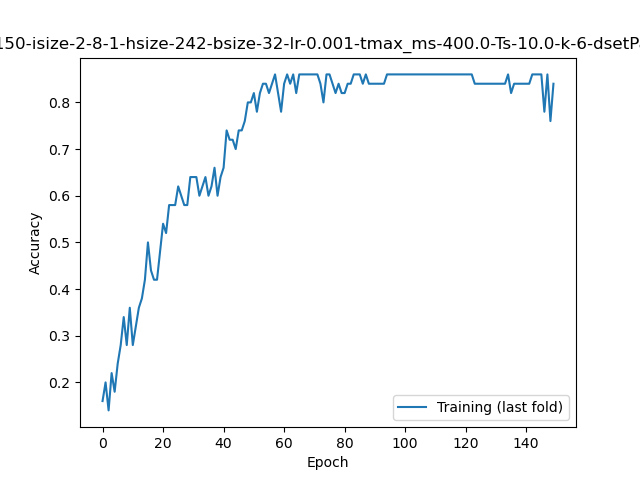 150-isize-2-8-1-hsize-242-bsize-32-lr-0.001-tmax_ms-400.0-Ts-10.0-k-6-dsetPa
Accuracy
0.8
0.7
0.6
0.5
0.4
0.3
0.2
Training (last fold)
0 20 40 60 80 100 120 140
Epoch